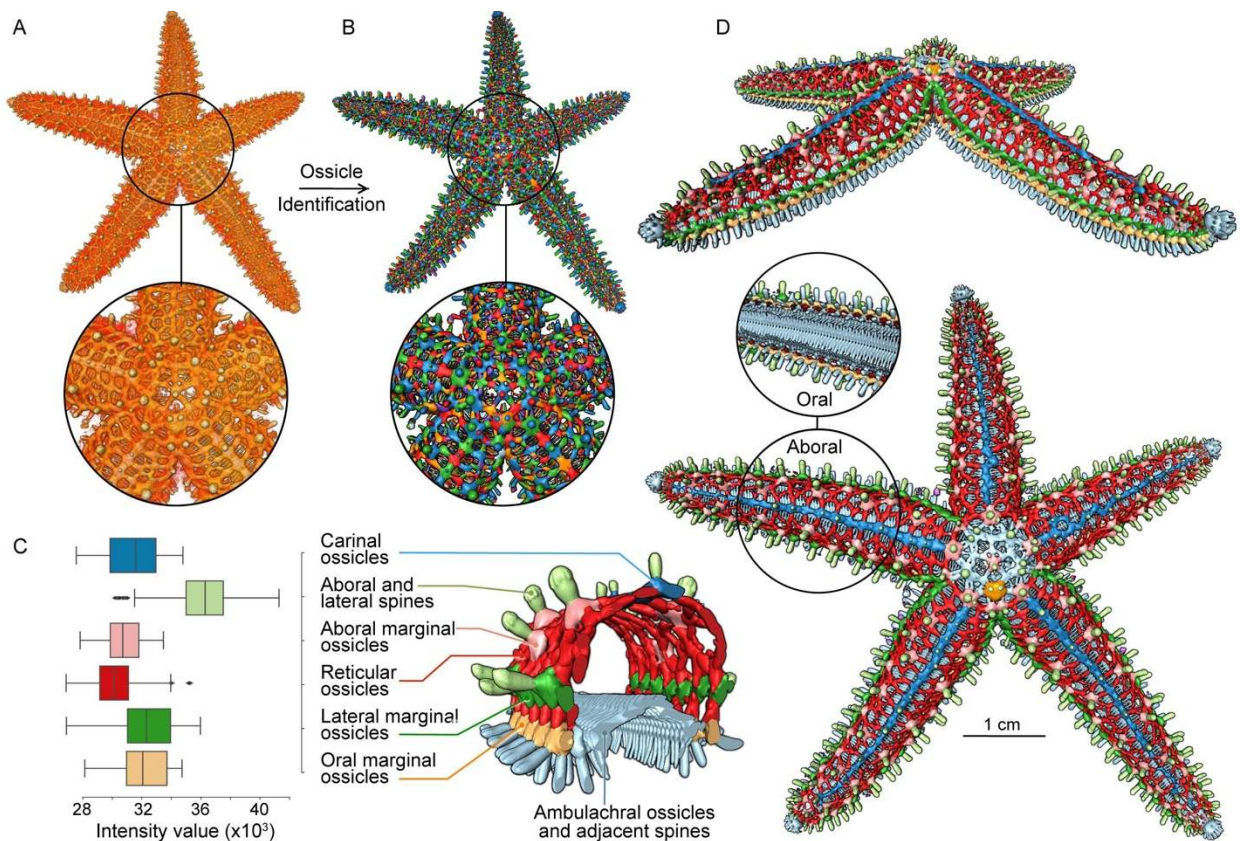 A
B
D
Ossicle
Identification
Oral
Aboral
1 cm
C
Carinal
ossicles
Aboral and
lateral spines
Aboral marginal
ossicles
Reticular
ossicles
Lateral marginal
ossicles
Oral marginal
ossicles
Ambulachral ossicles
and adjacent spines
28 32 36 40
Intensity value (x10³)